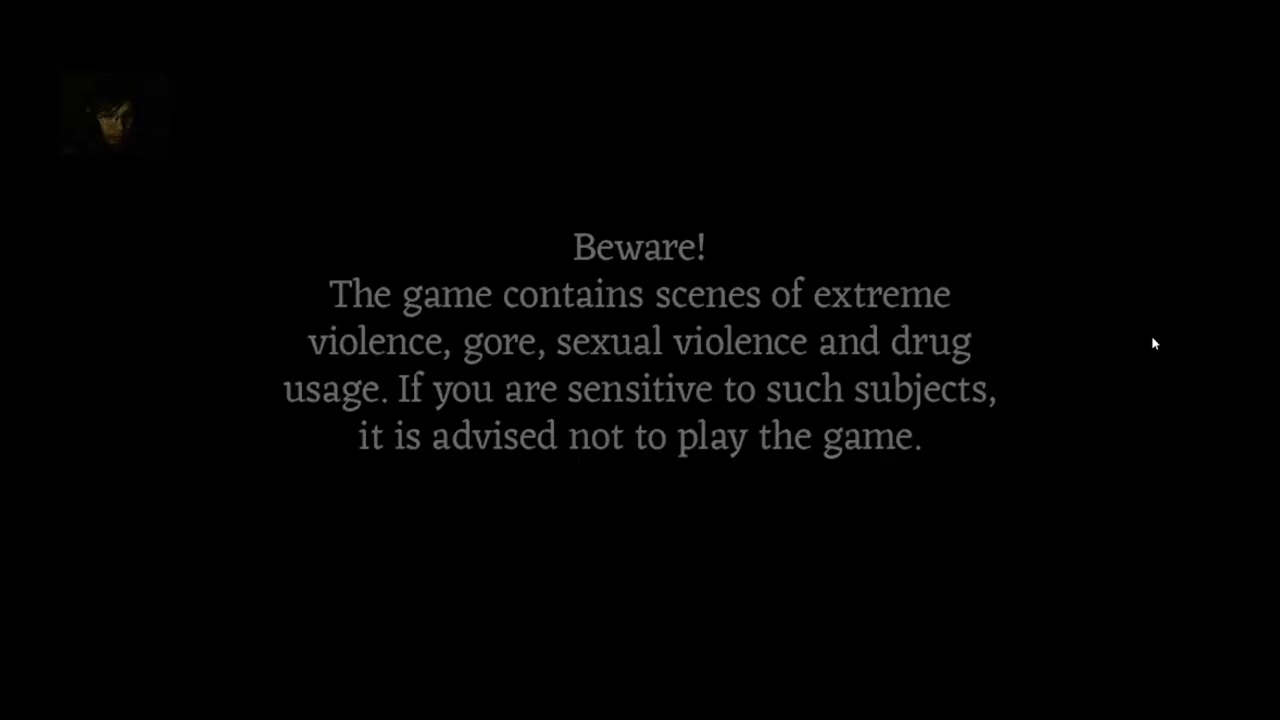 Beware!
The game contains scenes of extreme
violence, gore, sexual violence and drug
usage. If you are sensitive to such subjects,
it is advised not to play the game.